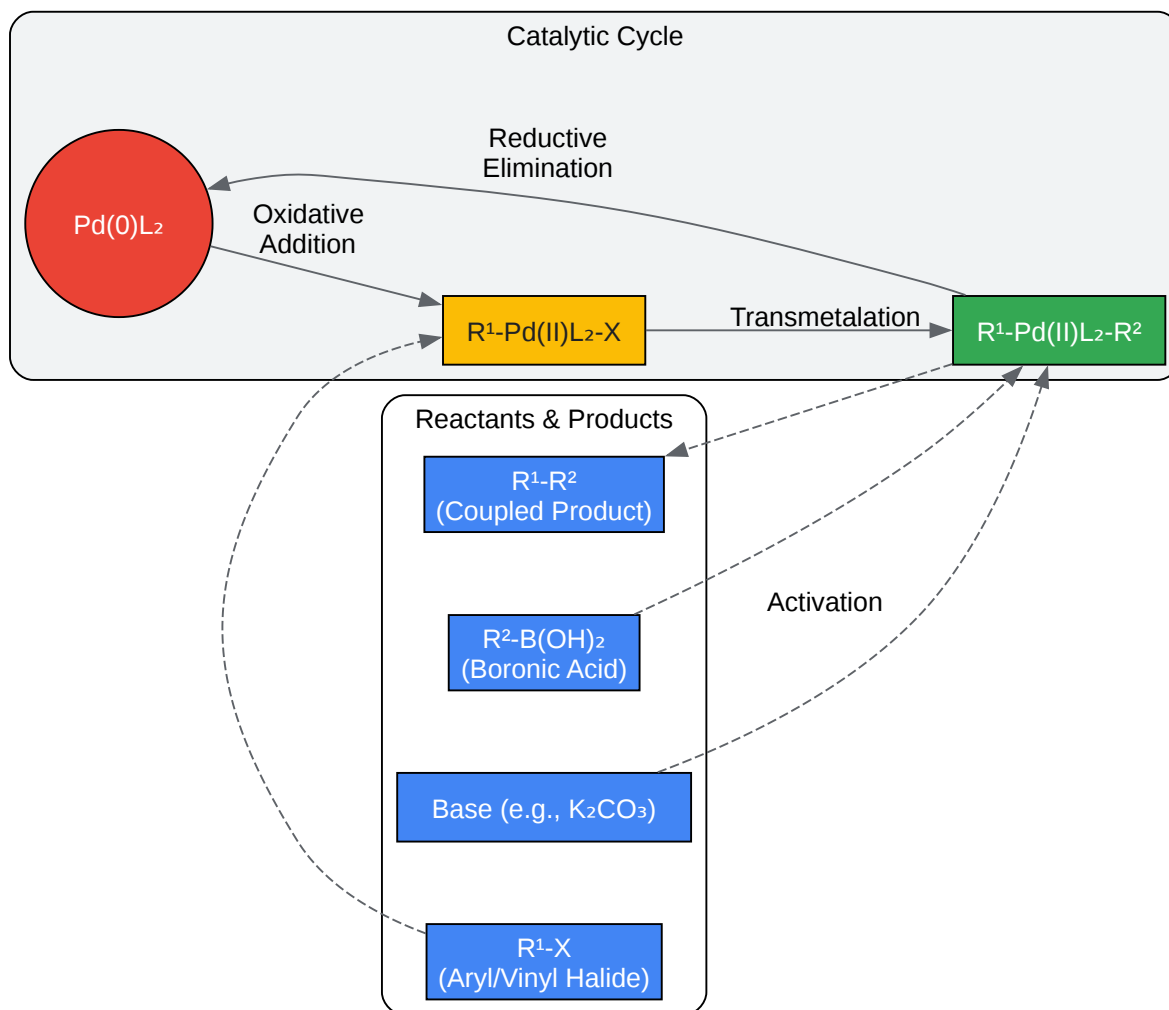 Catalytic Cycle
Reductive
Elimination
Pd(0)L₂
Oxidative
Addition
R¹-Pd(II)L₂-X
Transmetalation
R¹-Pd(II)L₂-R²
Reactants & Products
R¹-R²
(Coupled Product)
R²-B(OH)₂
(Boronic Acid)
Activation
Base (e.g., K₂CO₃)
R¹-X
(Aryl/Vinyl Halide)